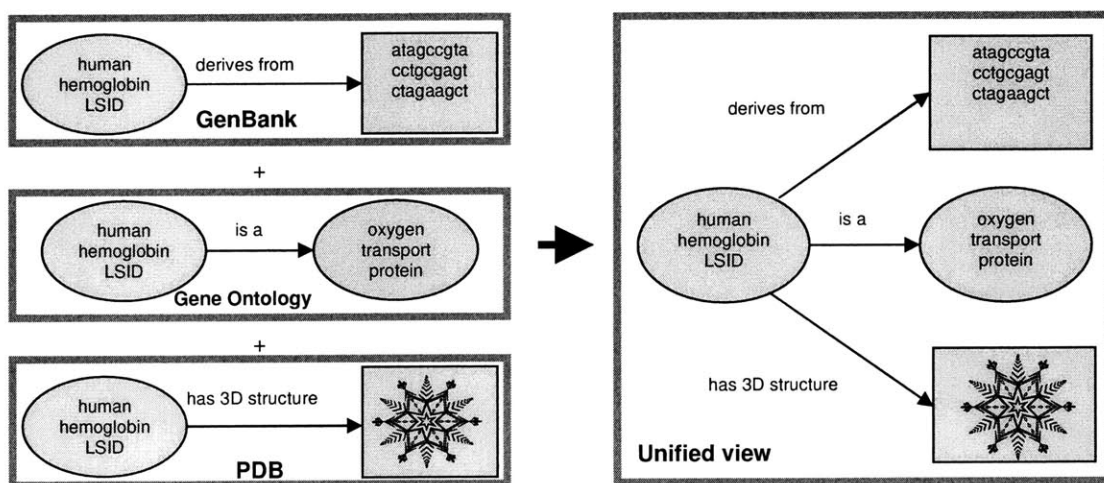 human
hemoglobin
LSID
derives from
atagccgta
cctgcgagt
ctagaagct
GenBank
+
human
hemoglobin
LSID
is a
oxygen
transport
protein
Gene Ontology
+
human
hemoglobin
LSID
has 3D structure
PDB
atagccgta
cctgcgagt
ctagaagct
derives from
human
hemoglobin
LSID
is a
oxygen
transport
protein
has 3D structure
Unified view